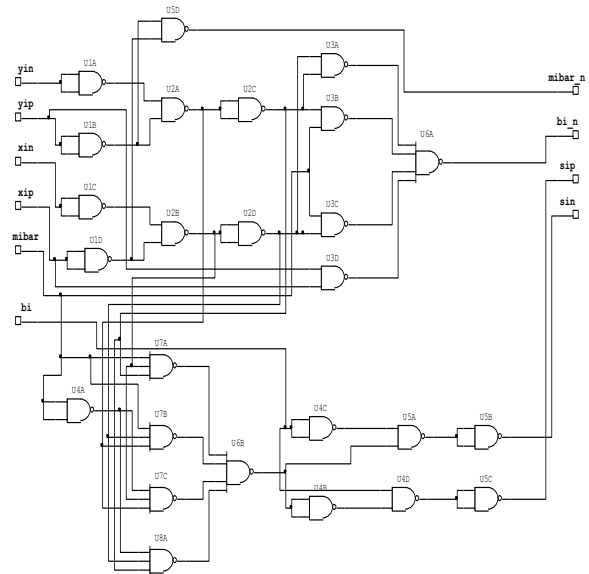 U5D
U3A
U1A
yin
mibar_n
U2A
U2C
U3B
yip
bi_n
U1B
U6A
xin
sip
U1C
xip
sin
U2B
U2D
U3C
mibar
U1D
U3D
bi
U7A
U4A
U7B
U4C
U5A
U5B
U6B
U7C
U4B
U4D
U5C
U8A